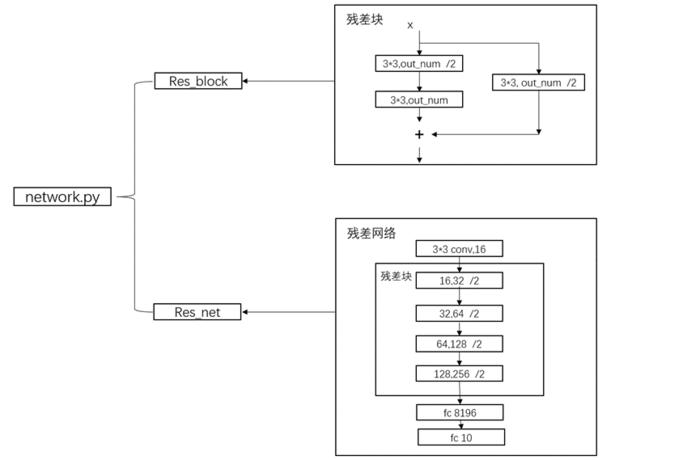 残差块
x
3*3,out_num /2
3*3, out_num /2
3*3,out_num
+
Res_block
network.py
残差网络
3*3 conv,16
残差块
16,32 /2
32,64 /2
64,128 /2
128,256 /2
Res_net
fc 8196
fc 10